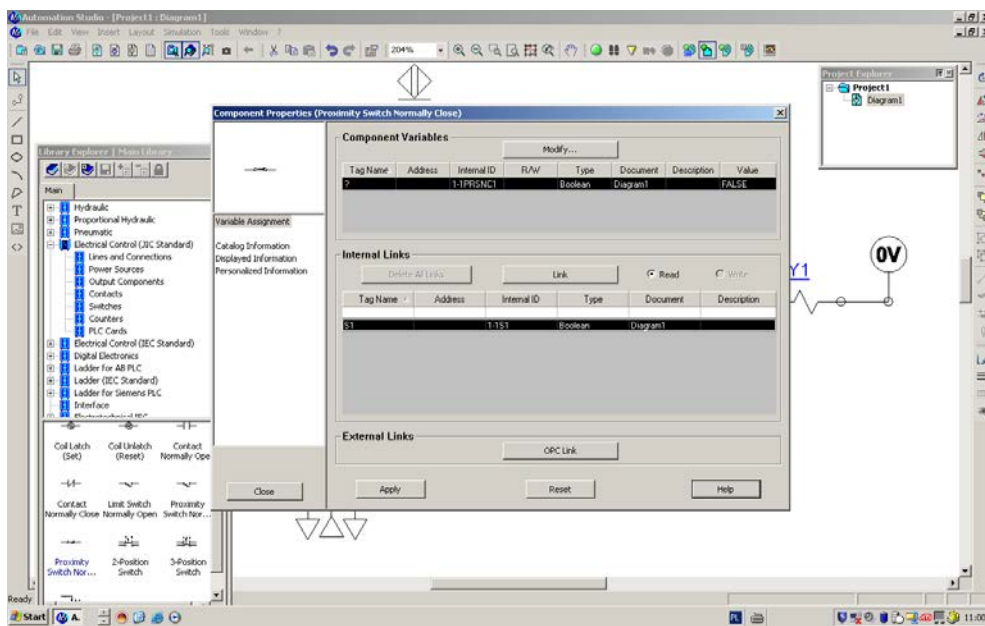 Automation Studio - [Project1 : Diagram1]
File Edit View Insert Layout Simulation Tools Window ?
204%
Project Explorer
Project1
Diagram1
Component Properties (Proximity Switch Normally Close)
Component Variables
Modify...
Tag Name Address Internal ID R/W Type Document Description Value
? 1-1PRSNC1 Boolean Diagram1 FALSE
Variable Assignment
Catalog Information
Displayed Information
Personalized Information
Internal Links
Delete All Links
Link
Read
Write
Tag Name Address Internal ID Type Document Description
S1 1-1S1 Boolean Diagram1
External Links
OPC Link
Close
Apply
Reset
Help
Library Explorer [ Main Library
Main
Hydraulic
Proportional Hydraulic
Pneumatic
Electrical Control (JIC Standard)
Lines and Connections
Power Sources
Output Components
Contacts
Switches
Counters
PLC Cards
Electrical Control (IEC Standard)
Digital Electronics
Ladder for AB PLC
Ladder (IEC Standard)
Ladder for Siemens PLC
Interface
Coil Latch (Set)
Coil Unlatch (Reset)
Contact Normally Ope
Contact Normally Close
Limit Switch Normally Open
Proximity Switch Nor...
Proximity Switch Nor...
2-Position Switch
3-Position Switch
Y1
0V
Ready
Start
A.
PL
11:00